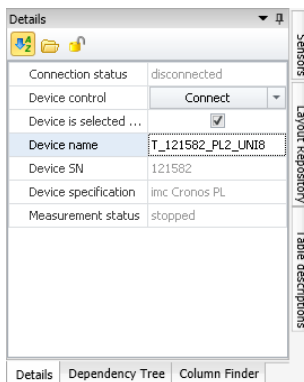 Details
Connection status disconnected
Device control Connect
Device is selected ...
Device name T_121582_PL2_UNI8
Device SN 121582
Device specification imc Cronos PL
Measurement status stopped
Details Dependency Tree Column Finder
Sensors
Layout Repository
Table descriptions